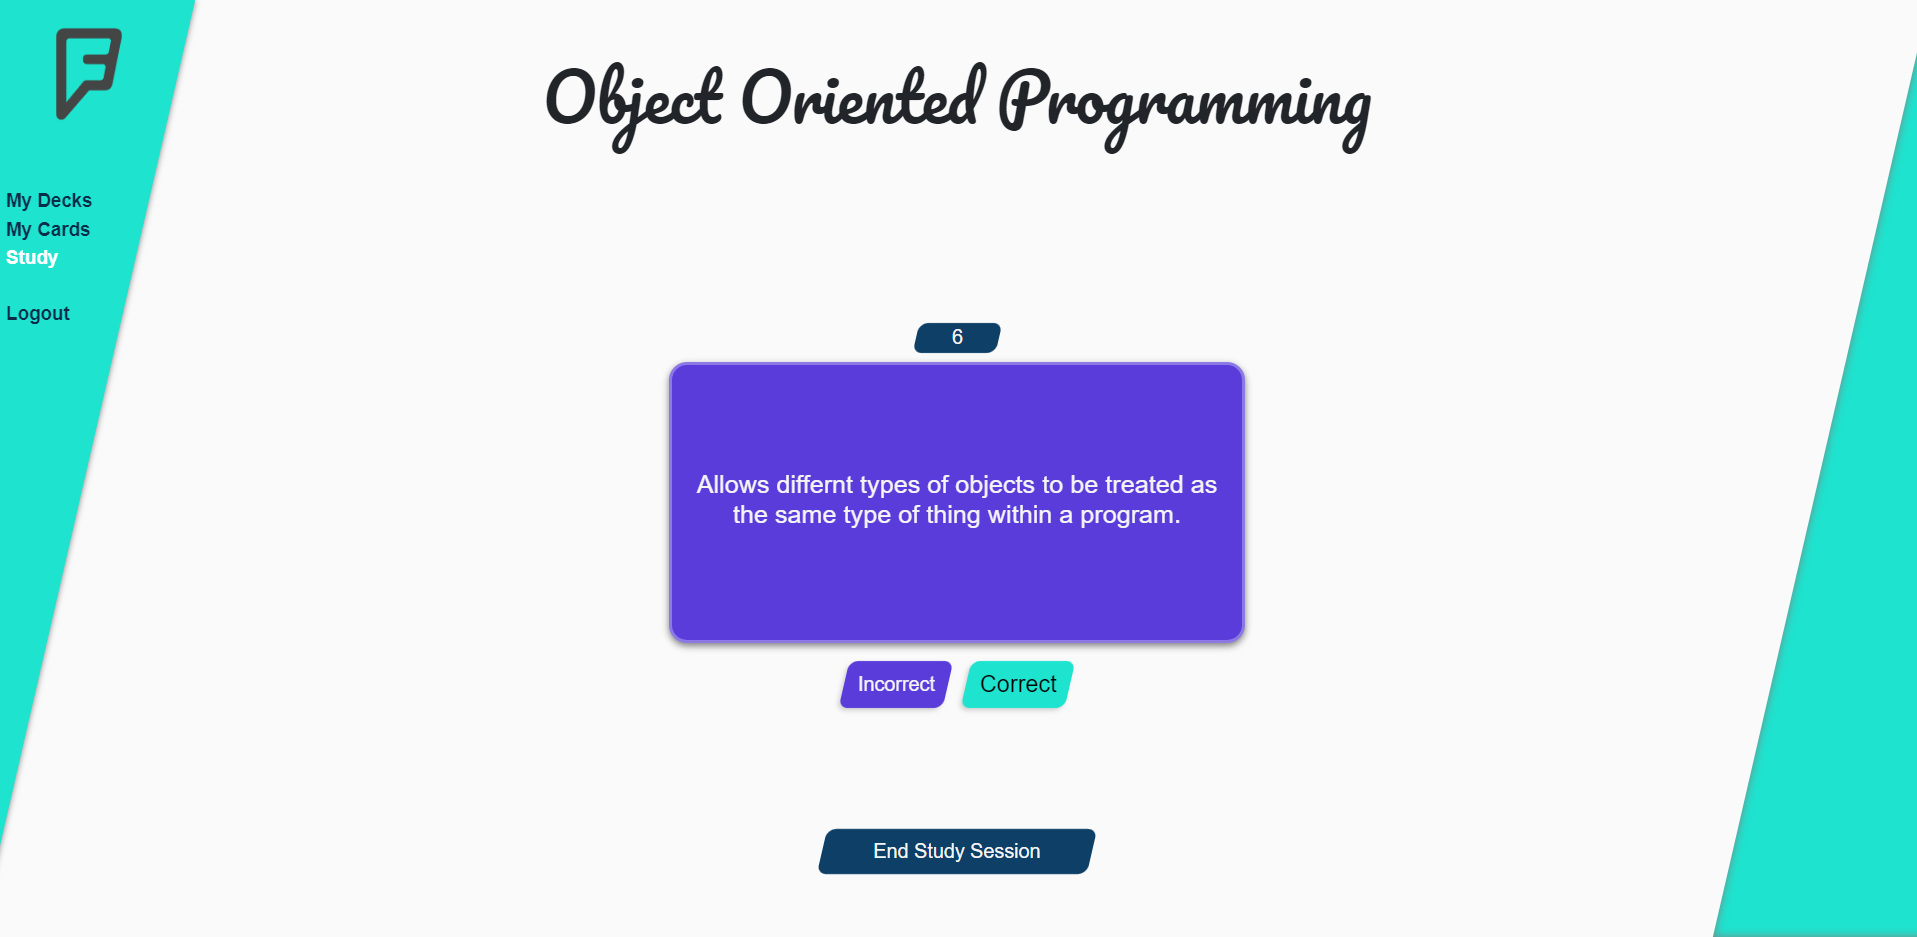 F
Object Oriented Programming
My Decks
My Cards
Study
Logout
6
Allows differnt types of objects to be treated as
the same type of thing within a program.
Incorrect
Correct
End Study Session